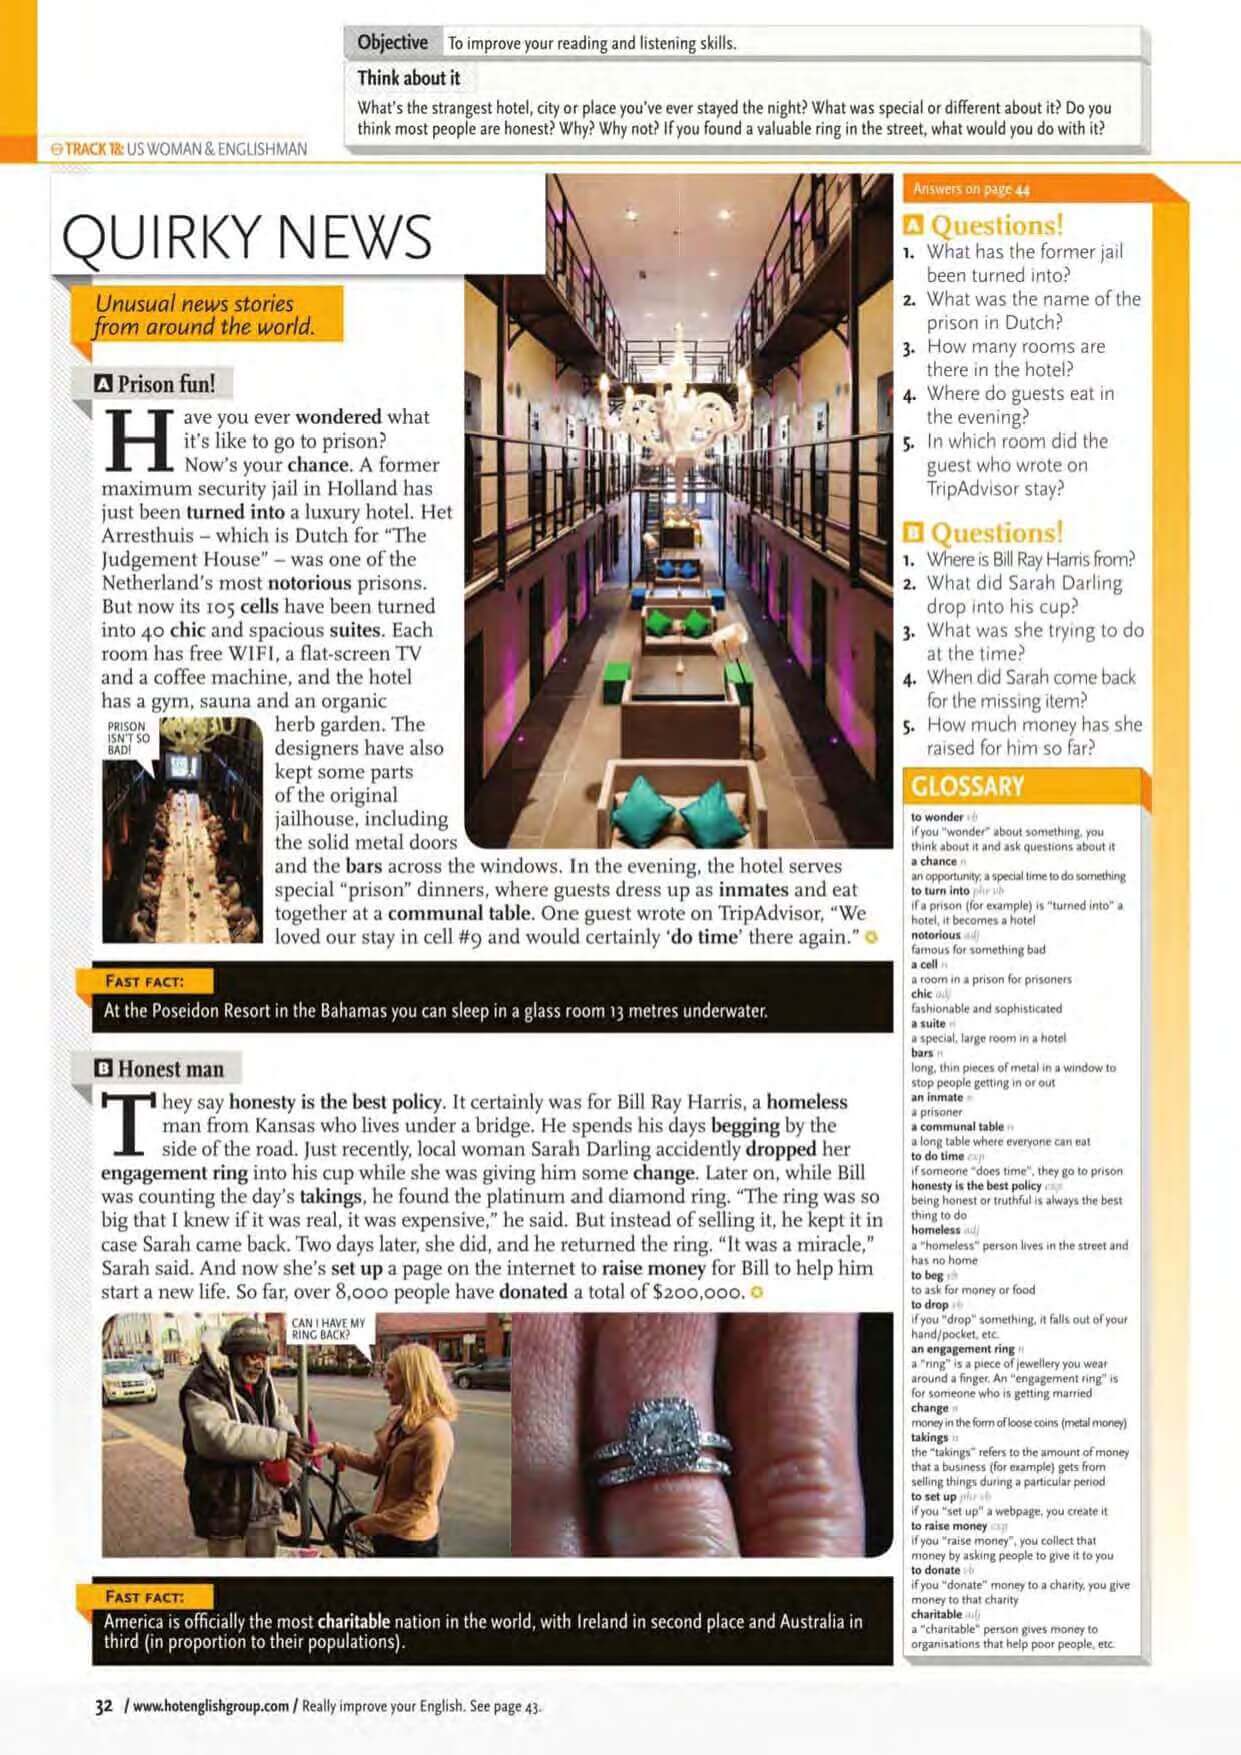 Objective To improve your reading and listening skills.
Think about it
What's the strangest hotel, city or place you've ever stayed the night? What was special or different about it? Do you
think most people are honest? Why? Why not? If you found a valuable ring in the street, what would you do with it?
TRACK 18: US WOMAN & ENGLISHMAN
QUIRKY NEWS
Unusual news stories
from around the world.
A Prison fun!
Have you ever wondered what
it's like to go to prison?
Now's your chance. A former
maximum security jail in Holland has
just been turned into a luxury hotel. Het
Arresthuis – which is Dutch for "The
Judgement House" – was one of the
Netherland's most notorious prisons.
But now its 105 cells have been turned
into 40 chic and spacious suites. Each
room has free WIFI, a flat-screen TV
and a coffee machine, and the hotel
has a gym, sauna and an organic
herb garden. The
designers have also
kept some parts
of the original
jailhouse, including
the solid metal doors
and the bars across the windows. In the evening, the hotel serves
special "prison" dinners, where guests dress up as inmates and eat
together at a communal table. One guest wrote on TripAdvisor, "We
loved our stay in cell #9 and would certainly 'do time' there again."
PRISON
ISN'T SO
BAD!
FAST FACT:
At the Poseidon Resort in the Bahamas you can sleep in a glass room 13 metres underwater.
B Honest man
They say honesty is the best policy. It certainly was for Bill Ray Harris, a homeless
man from Kansas who lives under a bridge. He spends his days begging by the
side of the road. Just recently, local woman Sarah Darling accidently dropped her
engagement ring into his cup while she was giving him some change. Later on, while Bill
was counting the day's takings, he found the platinum and diamond ring. "The ring was so
big that I knew if it was real, it was expensive," he said. But instead of selling it, he kept it in
case Sarah came back. Two days later, she did, and he returned the ring. "It was a miracle,"
Sarah said. And now she's set up a page on the internet to raise money for Bill to help him
start a new life. So far, over 8,000 people have donated a total of $200,000.
CAN I HAVE MY
RING BACK?
FAST FACT:
America is officially the most charitable nation in the world, with Ireland in second place and Australia in
third (in proportion to their populations).
Answers on page 44
A Questions!
1. What has the former jail
been turned into?
2. What was the name of the
prison in Dutch?
3. How many rooms are
there in the hotel?
4. Where do guests eat in
the evening?
5. In which room did the
guest who wrote on
TripAdvisor stay?
B Questions!
1. Where is Bill Ray Harris from?
2. What did Sarah Darling
drop into his cup?
3. What was she trying to do
at the time?
4. When did Sarah come back
for the missing item?
5. How much money has she
raised for him so far?
GLOSSARY
to wonder vb
if you "wonder" about something, you
think about it and ask questions about it
a chance n
an opportunity; a special time to do something
to turn into phr vb
if a prison (for example) is "turned into" a
hotel, it becomes a hotel
notorious adj
famous for something bad
a cell n
a room in a prison for prisoners
chic adj
fashionable and sophisticated
a suite n
a special, large room in a hotel
bars n
long, thin pieces of metal in a window to
stop people getting in or out
an inmate n
a prisoner
a communal table n
a long table where everyone can eat
to do time exp
if someone "does time", they go to prison
honesty is the best policy exp
being honest or truthful is always the best
thing to do
homeless adj
a "homeless" person lives in the street and
has no home
to beg vb
to ask for money or food
to drop vb
if you "drop" something, it falls out of your
hand/pocket, etc.
an engagement ring n
a "ring" is a piece of jewellery you wear
around a finger. An "engagement ring" is
for someone who is getting married
change n
money in the form of loose coins (metal money)
takings n
the "takings" refers to the amount of money
that a business (for example) gets from
selling things during a particular period
to set up phr vb
if you "set up" a webpage, you create it
to raise money exp
if you "raise money", you collect that
money by asking people to give it to you
to donate vb
if you "donate" money to a charity, you give
money to that charity
charitable adj
a "charitable" person gives money to
organisations that help poor people, etc.
32 / www.hotenglishgroup.com / Really improve your English. See page 43.